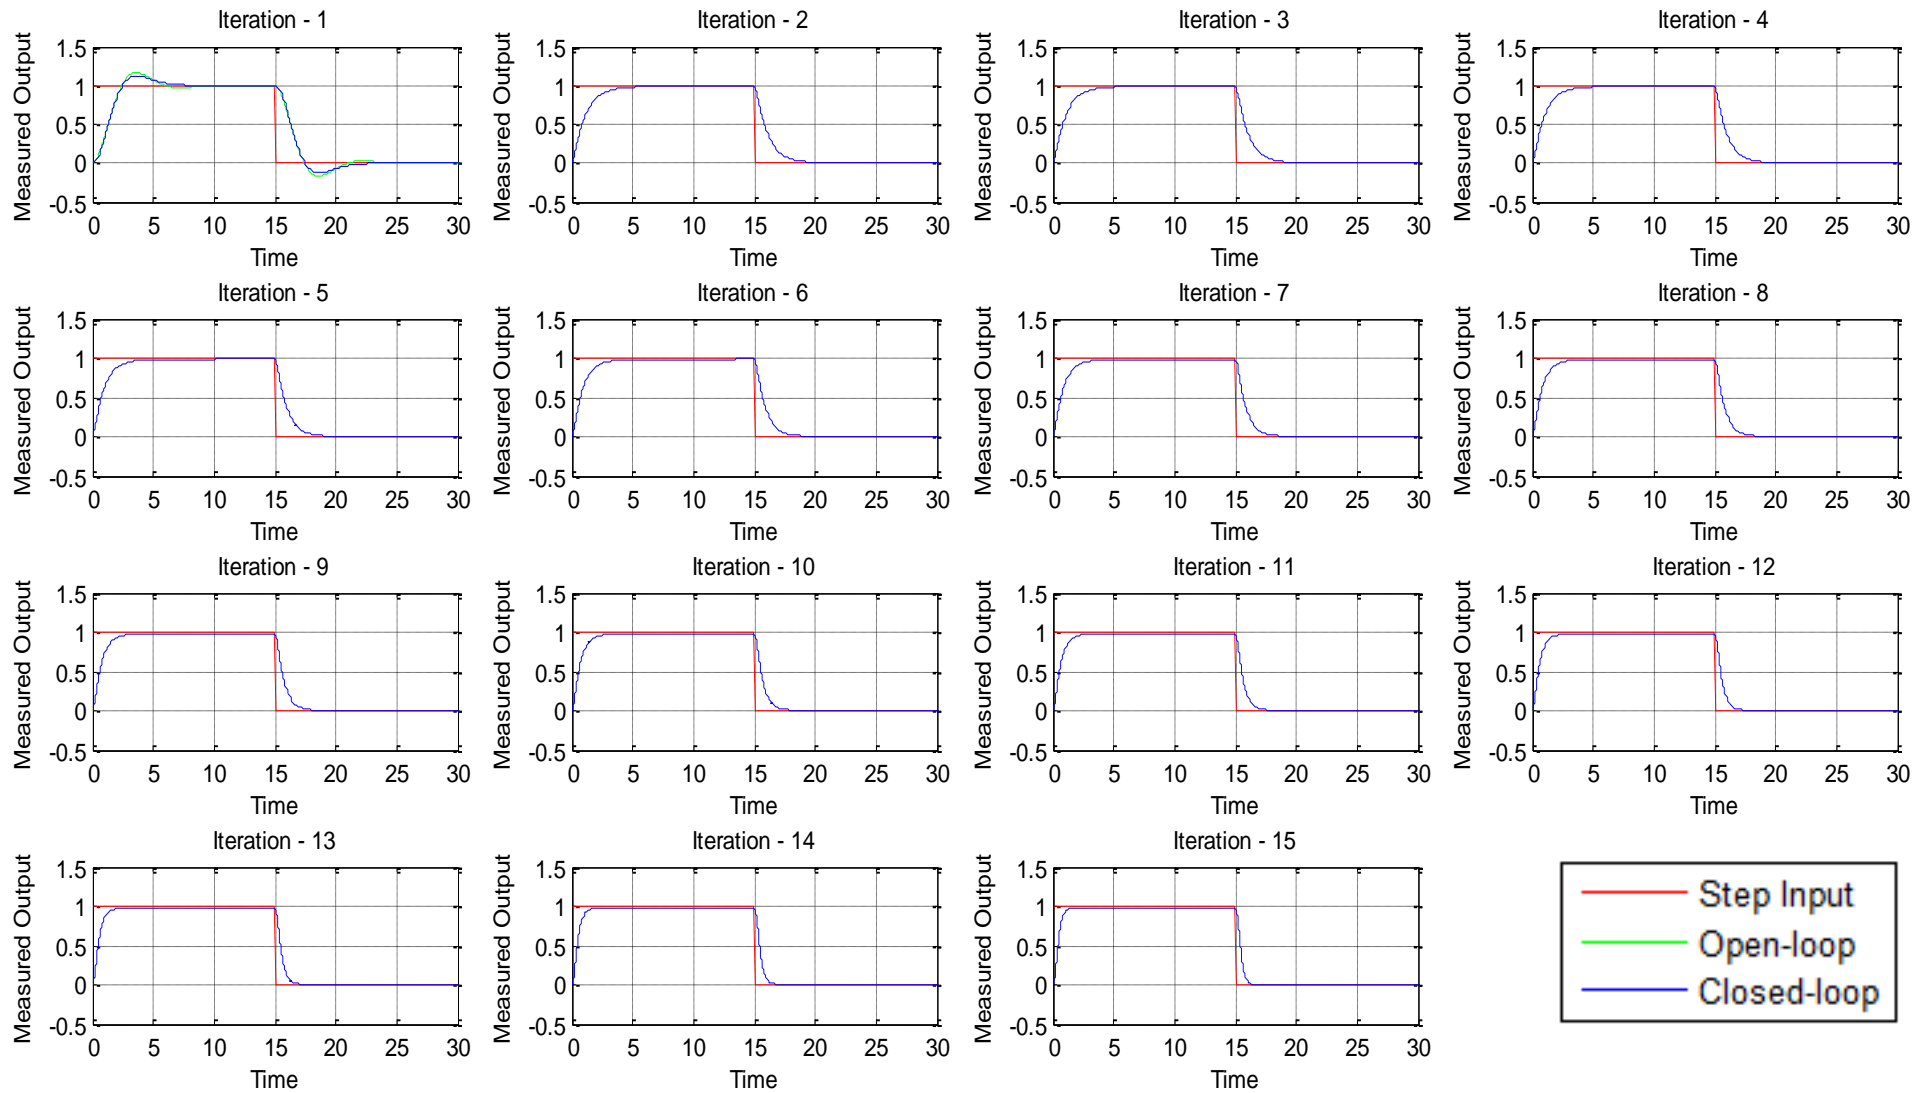 Iteration - 1
Measured Output
1.5
1
0.5
0
-0.5
0 5 10 15 20 25 30
Time
Iteration - 2
Measured Output
1.5
1
0.5
0
-0.5
0 5 10 15 20 25 30
Time
Iteration - 3
Measured Output
1.5
1
0.5
0
-0.5
0 5 10 15 20 25 30
Time
Iteration - 4
Measured Output
1.5
1
0.5
0
-0.5
0 5 10 15 20 25 30
Time
Iteration - 5
Measured Output
1.5
1
0.5
0
-0.5
0 5 10 15 20 25 30
Time
Iteration - 6
Measured Output
1.5
1
0.5
0
-0.5
0 5 10 15 20 25 30
Time
Iteration - 7
Measured Output
1.5
1
0.5
0
-0.5
0 5 10 15 20 25 30
Time
Iteration - 8
Measured Output
1.5
1
0.5
0
-0.5
0 5 10 15 20 25 30
Time
Iteration - 9
Measured Output
1.5
1
0.5
0
-0.5
0 5 10 15 20 25 30
Time
Iteration - 10
Measured Output
1.5
1
0.5
0
-0.5
0 5 10 15 20 25 30
Time
Iteration - 11
Measured Output
1.5
1
0.5
0
-0.5
0 5 10 15 20 25 30
Time
Iteration - 12
Measured Output
1.5
1
0.5
0
-0.5
0 5 10 15 20 25 30
Time
Iteration - 13
Measured Output
1.5
1
0.5
0
-0.5
0 5 10 15 20 25 30
Time
Iteration - 14
Measured Output
1.5
1
0.5
0
-0.5
0 5 10 15 20 25 30
Time
Iteration - 15
Measured Output
1.5
1
0.5
0
-0.5
0 5 10 15 20 25 30
Time
Step Input
Open-loop
Closed-loop